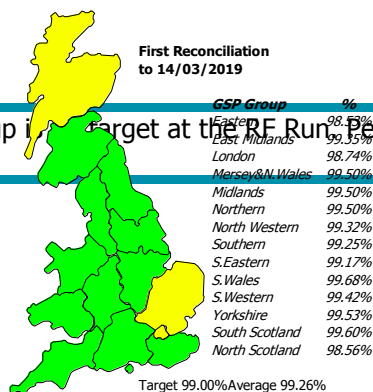 First Reconciliation
to 14/03/2019
GSP Group %
Eastern 98.53%
p is target at the RF Run. Pe
East Midlands 99.35%
London 98.74%
Mersey&N.Wales 99.50%
Midlands 99.50%
Northern 99.50%
North Western 99.32%
Southern 99.25%
S.Eastern 99.17%
S.Wales 99.68%
S.Western 99.42%
Yorkshire 99.53%
South Scotland 99.60%
North Scotland 98.56%
Target 99.00%Average 99.26%